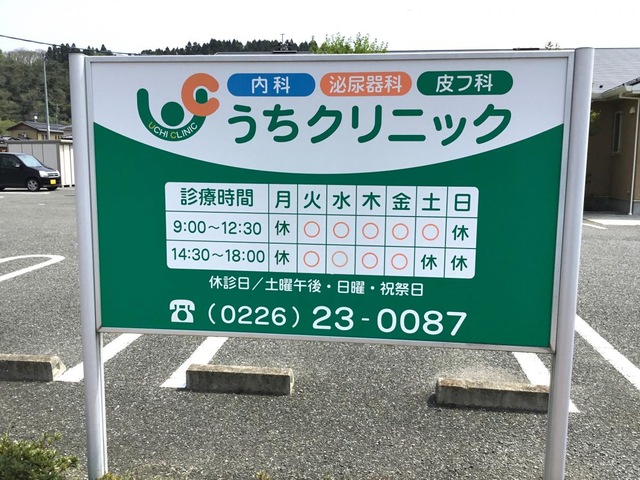 内科 泌尿器科 皮フ科
UCHI CLINIC
うちクリニック
診療時間 月 火 水 木 金 土 日
9:00～12:30 休 ○ ○ ○ ○ ○ 休
14:30～18:00 休 ○ ○ ○ ○ 休 休
休診日／土曜午後・日曜・祝祭日
☎ (0226) 23-0087